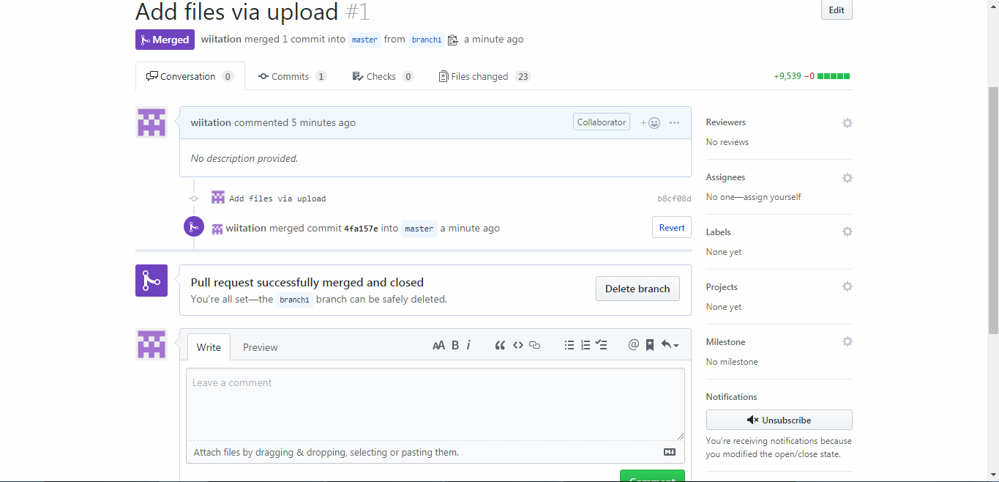 Add files via upload #1
Edit
Merged wiitation merged 1 commit into master from branch1 a minute ago
Conversation 0 Commits 1 Checks 0 Files changed 23 +9,539 −0
wiitation commented 5 minutes ago Collaborator + ...
No description provided.
Add files via upload b8cf08d
wiitation merged commit 4fa157e into master a minute ago Revert
Pull request successfully merged and closed
You're all set—the branch1 branch can be safely deleted.
Delete branch
Write Preview AA B i
Leave a comment
Attach files by dragging & dropping, selecting or pasting them.
Comment
Reviewers
No reviews
Assignees
No one—assign yourself
Labels
None yet
Projects
None yet
Milestone
No milestone
Notifications
Unsubscribe
You're receiving notifications because
you modified the open/close state.